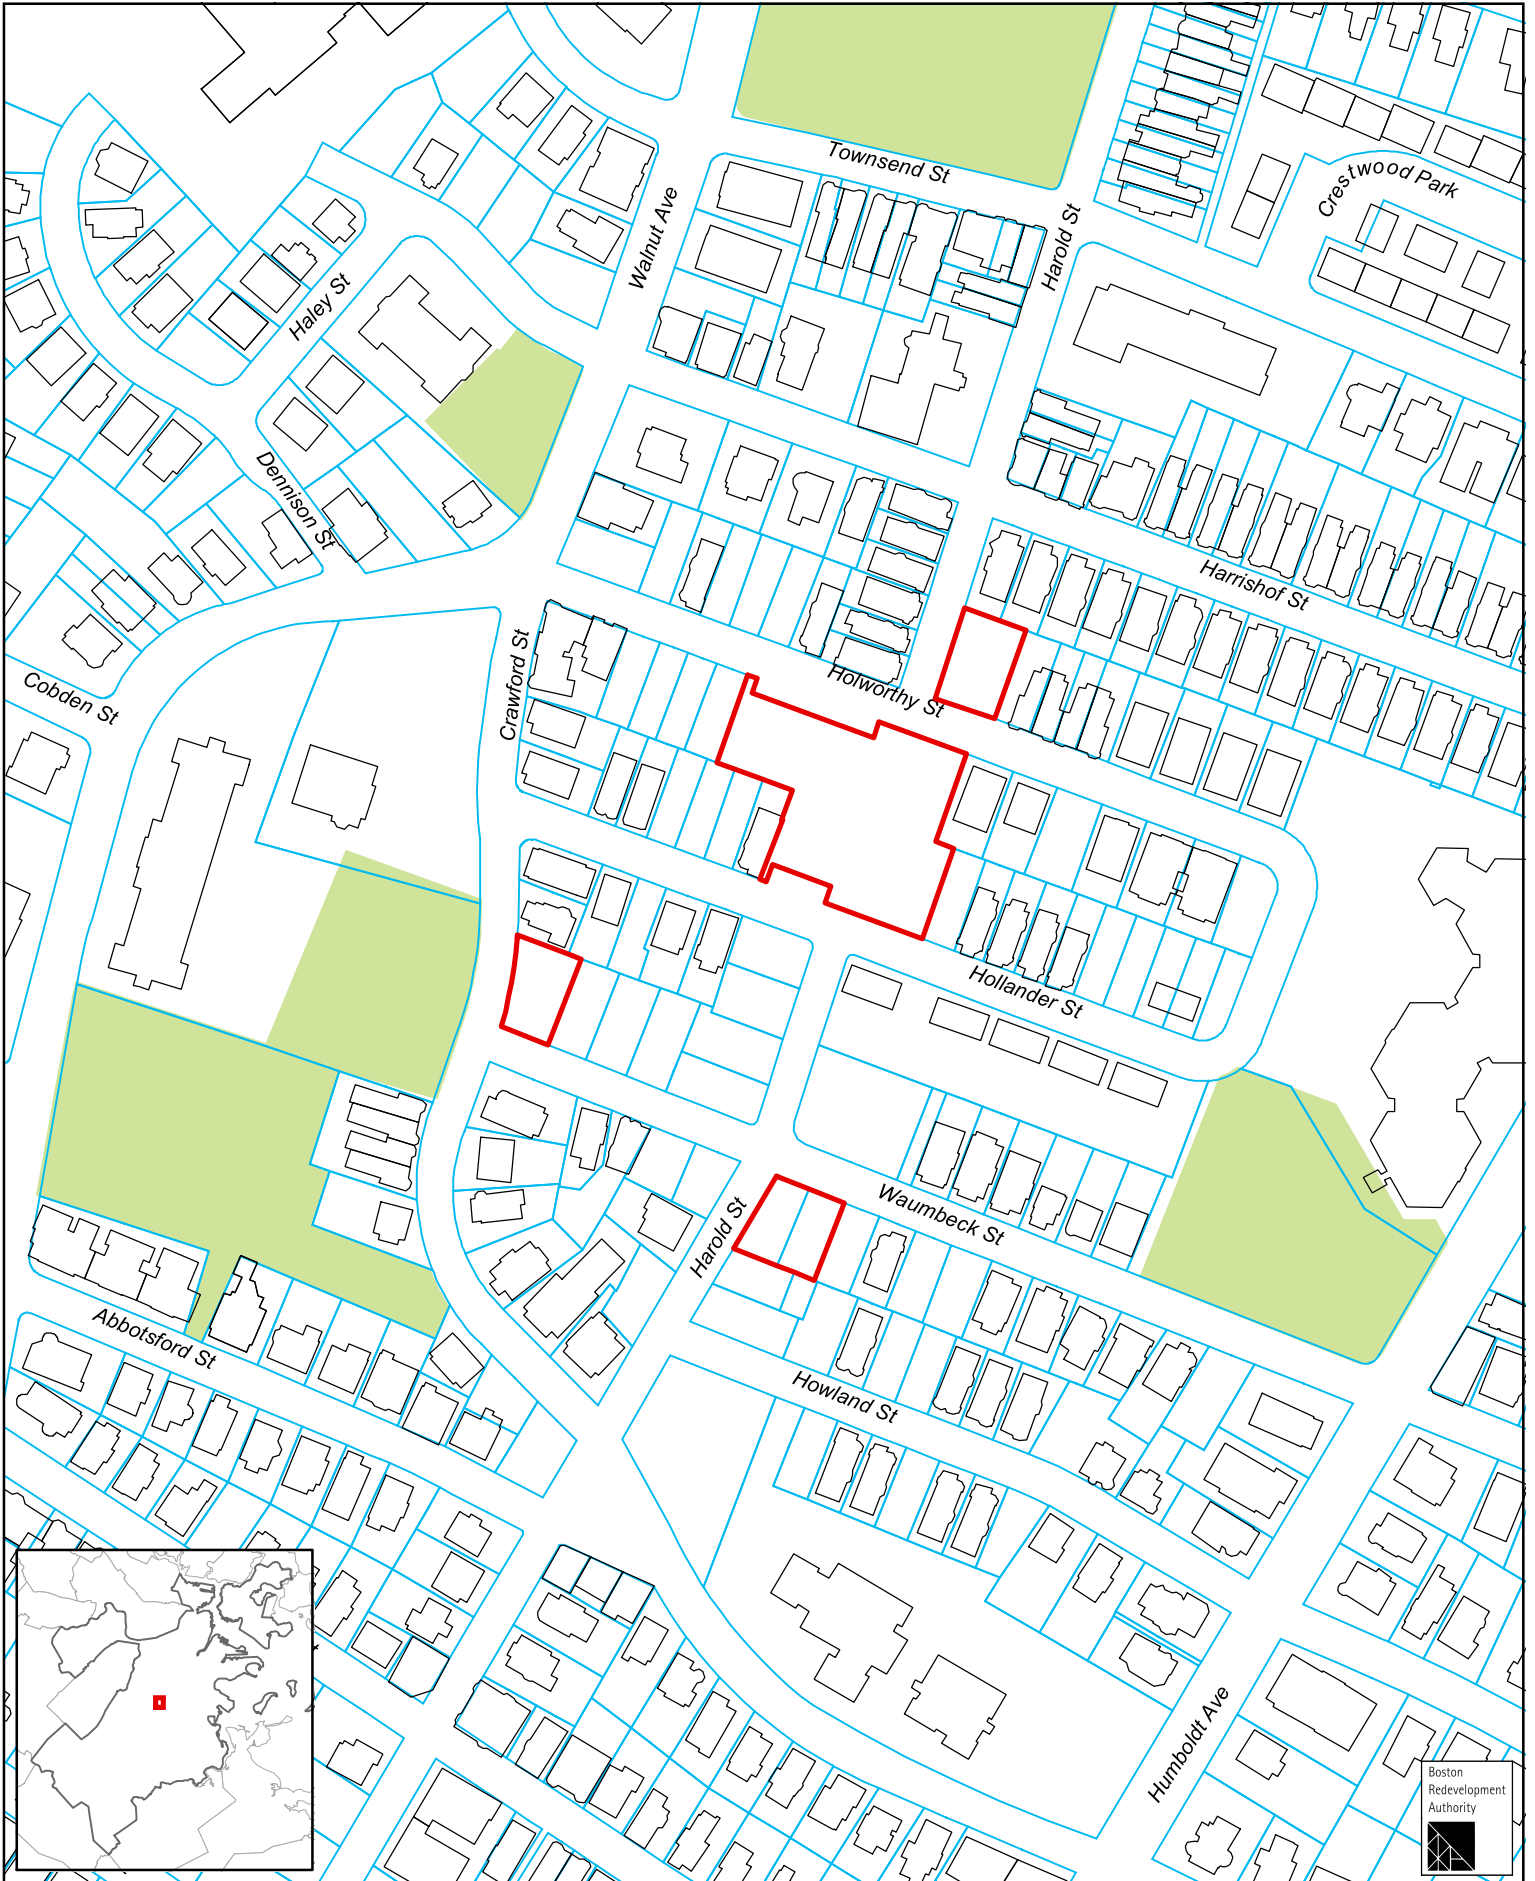 Townsend St
Crestwood Park
Walnut Ave
Harold St
Haley St
Dennison St
Harrishof St
Crawford St
Holworthy St
Cobden St
Hollander St
Waumbeck St
Harold St
Abbotsford St
Howland St
Humboldt Ave
Boston
Redevelopment
Authority